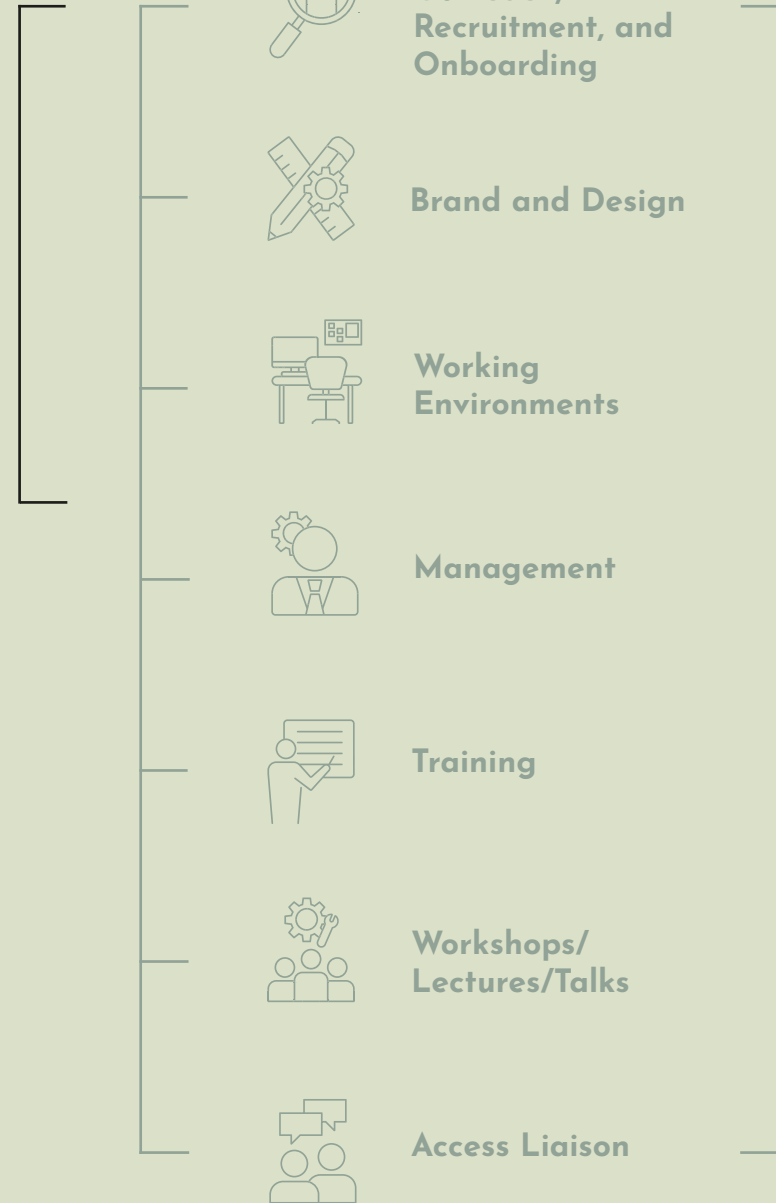 Recruitment, and
Onboarding
Brand and Design
Working
Environments
Management
Training
Workshops/
Lectures/Talks
Access Liaison